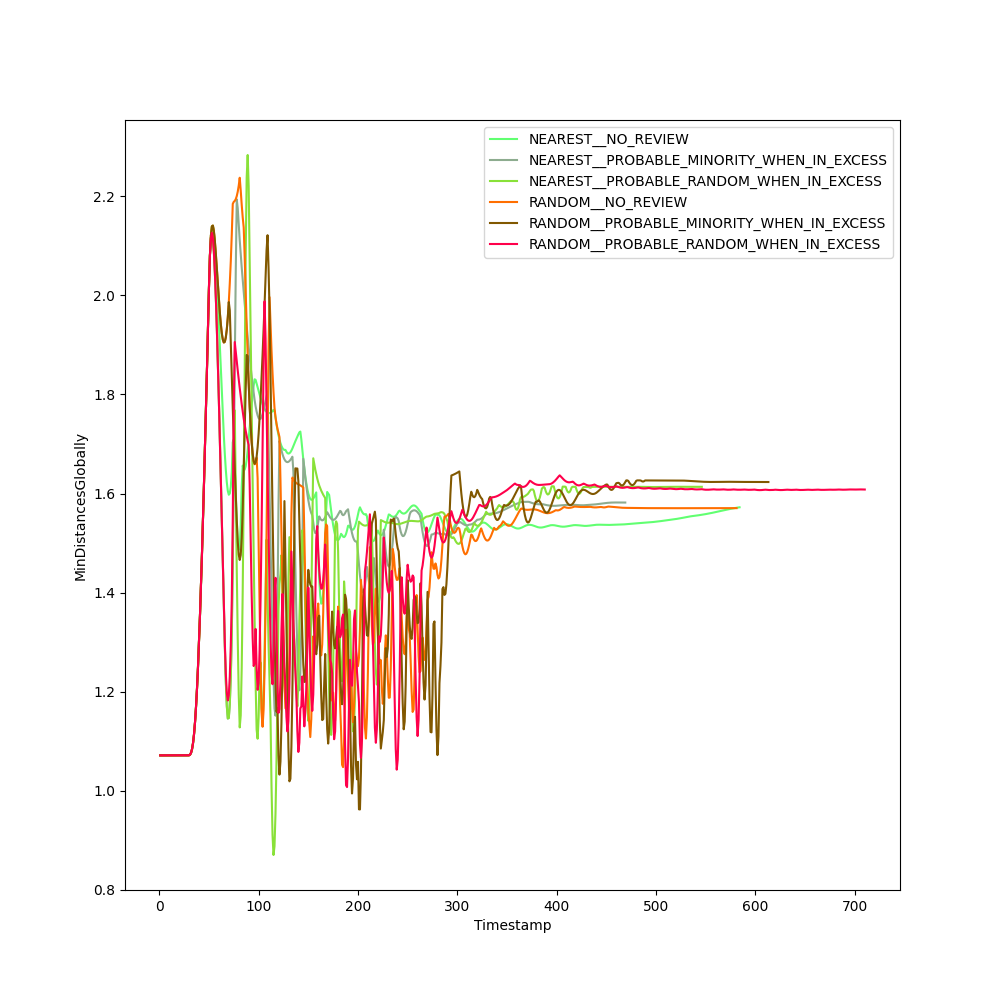 NEAREST__NO_REVIEW
NEAREST__PROBABLE_MINORITY_WHEN_IN_EXCESS
NEAREST__PROBABLE_RANDOM_WHEN_IN_EXCESS
RANDOM__NO_REVIEW
RANDOM__PROBABLE_MINORITY_WHEN_IN_EXCESS
RANDOM__PROBABLE_RANDOM_WHEN_IN_EXCESS
MinDistancesGlobally
2.2
2.0
1.8
1.6
1.4
1.2
1.0
0.8
0 100 200 300 400 500 600 700
Timestamp